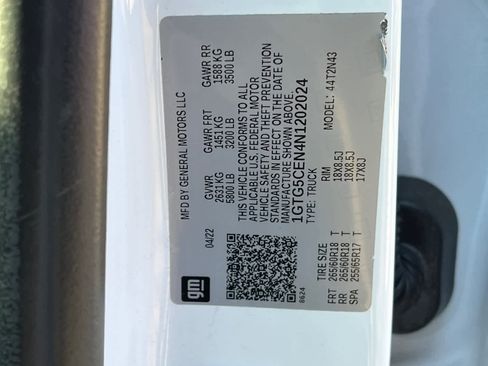 MFD BY GENERAL MOTORS LLC
04/22
GVWR
2631 KG
5800 LB
GAWR FRT
1451 KG
3200 LB
GAWR RR
1588 KG
3500 LB
THIS VEHICLE CONFORMS TO ALL
APPLICABLE U.S. FEDERAL MOTOR
VEHICLE SAFETY AND THEFT PREVENTION
STANDARDS IN EFFECT ON THE DATE OF
MANUFACTURE SHOWN ABOVE.
1GTG5CEN4N1202024
TYPE: TRUCK
MODEL: 44T2N43
TIRE SIZE RIM
FRT 265/60R18 T 18X8.5J
RR 265/60R18 T 18X8.5J
SPA 255/65R17 T 17X8J
gm
8624